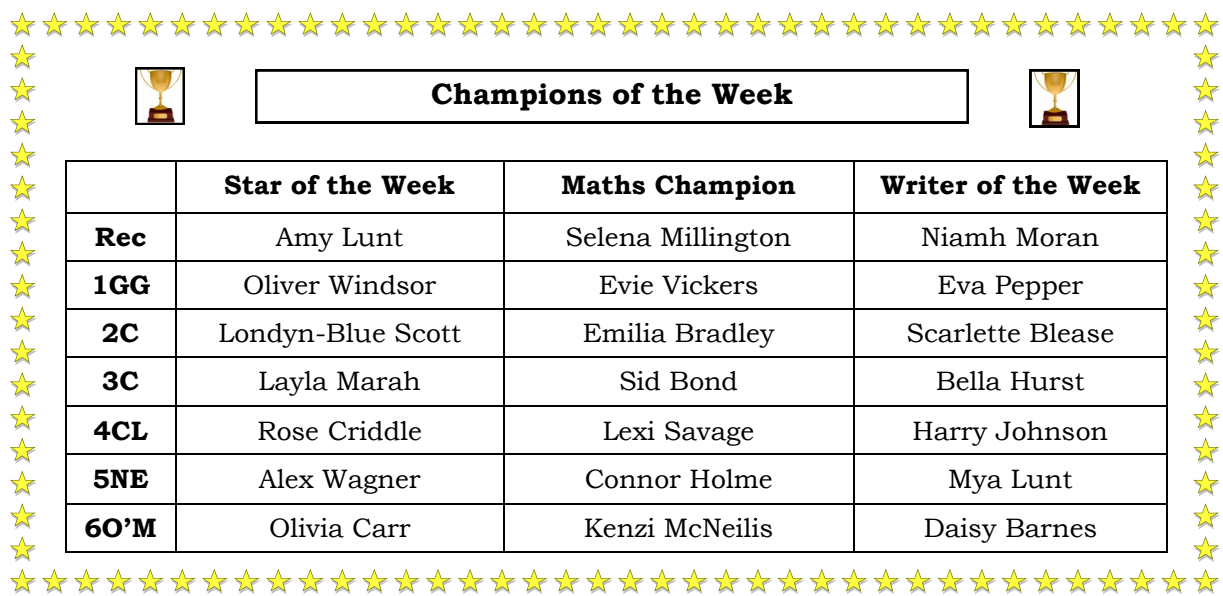 Champions of the Week
Star of the Week Maths Champion Writer of the Week
Rec Amy Lunt Selena Millington Niamh Moran
1GG Oliver Windsor Evie Vickers Eva Pepper
2C Londyn-Blue Scott Emilia Bradley Scarlette Blease
3C Layla Marah Sid Bond Bella Hurst
4CL Rose Criddle Lexi Savage Harry Johnson
5NE Alex Wagner Connor Holme Mya Lunt
6O’M Olivia Carr Kenzi McNeilis Daisy Barnes